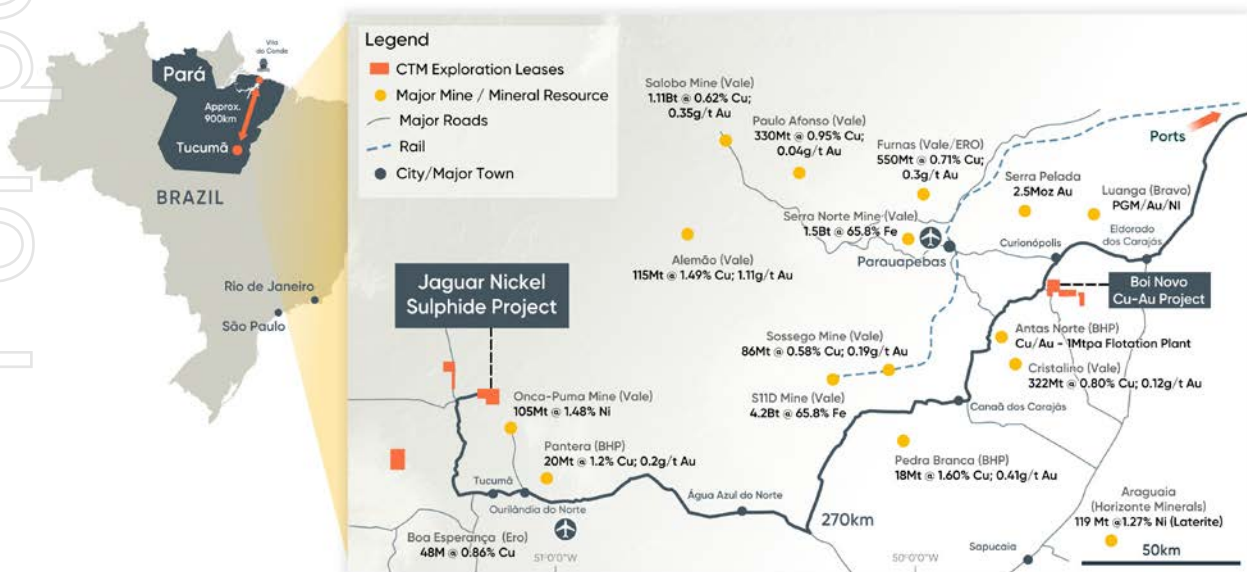 Vila
do Conde
Pará
Approx.
900km
Tucumã
BRAZIL
Rio de Janeiro
São Paulo
Legend
CTM Exploration Leases
Major Mine / Mineral Resource
Major Roads
Rail
City/Major Town
Salobo Mine (Vale)
1.11Bt @ 0.62% Cu;
0.35g/t Au
Paulo Afonso (Vale)
330Mt @ 0.95% Cu;
0.04g/t Au
Furnas (Vale/ERO)
550Mt @ 0.71% Cu;
0.3g/t Au
Ports
Serra Pelada
2.5Moz Au
Luanga (Bravo)
PGM/Au/NI
Serra Norte Mine (Vale)
1.5Bt @ 65.8% Fe
Parauapebas
Curionópolis
Eldorado
dos Carajás
Alemão (Vale)
115Mt @ 1.49% Cu; 1.11g/t Au
Jaguar Nickel
Sulphide Project
Boi Novo
Cu-Au Project
Antas Norte (BHP)
Cu/Au - 1Mtpa Flotation Plant
Sossego Mine (Vale)
86Mt @ 0.58% Cu; 0.19g/t Au
Cristalino (Vale)
322Mt @ 0.80% Cu; 0.12g/t Au
S11D Mine (Vale)
4.2Bt @ 65.8% Fe
Canaã dos Carajás
Onca-Puma Mine (Vale)
105Mt @ 1.48% Ni
Pantera (BHP)
20Mt @ 1.2% Cu; 0.2g/t Au
Pedra Branca (BHP)
18Mt @ 1.60% Cu; 0.41g/t Au
Tucumã
Ourilândia do Norte
Água Azul do Norte
270km
Araguaia
(Horizonte Minerals)
119 Mt @1.27% Ni (Laterite)
Boa Esperança (Ero)
48M @ 0.86% Cu
51°0'0"W
50°0'0"W
Sapucaia
50km